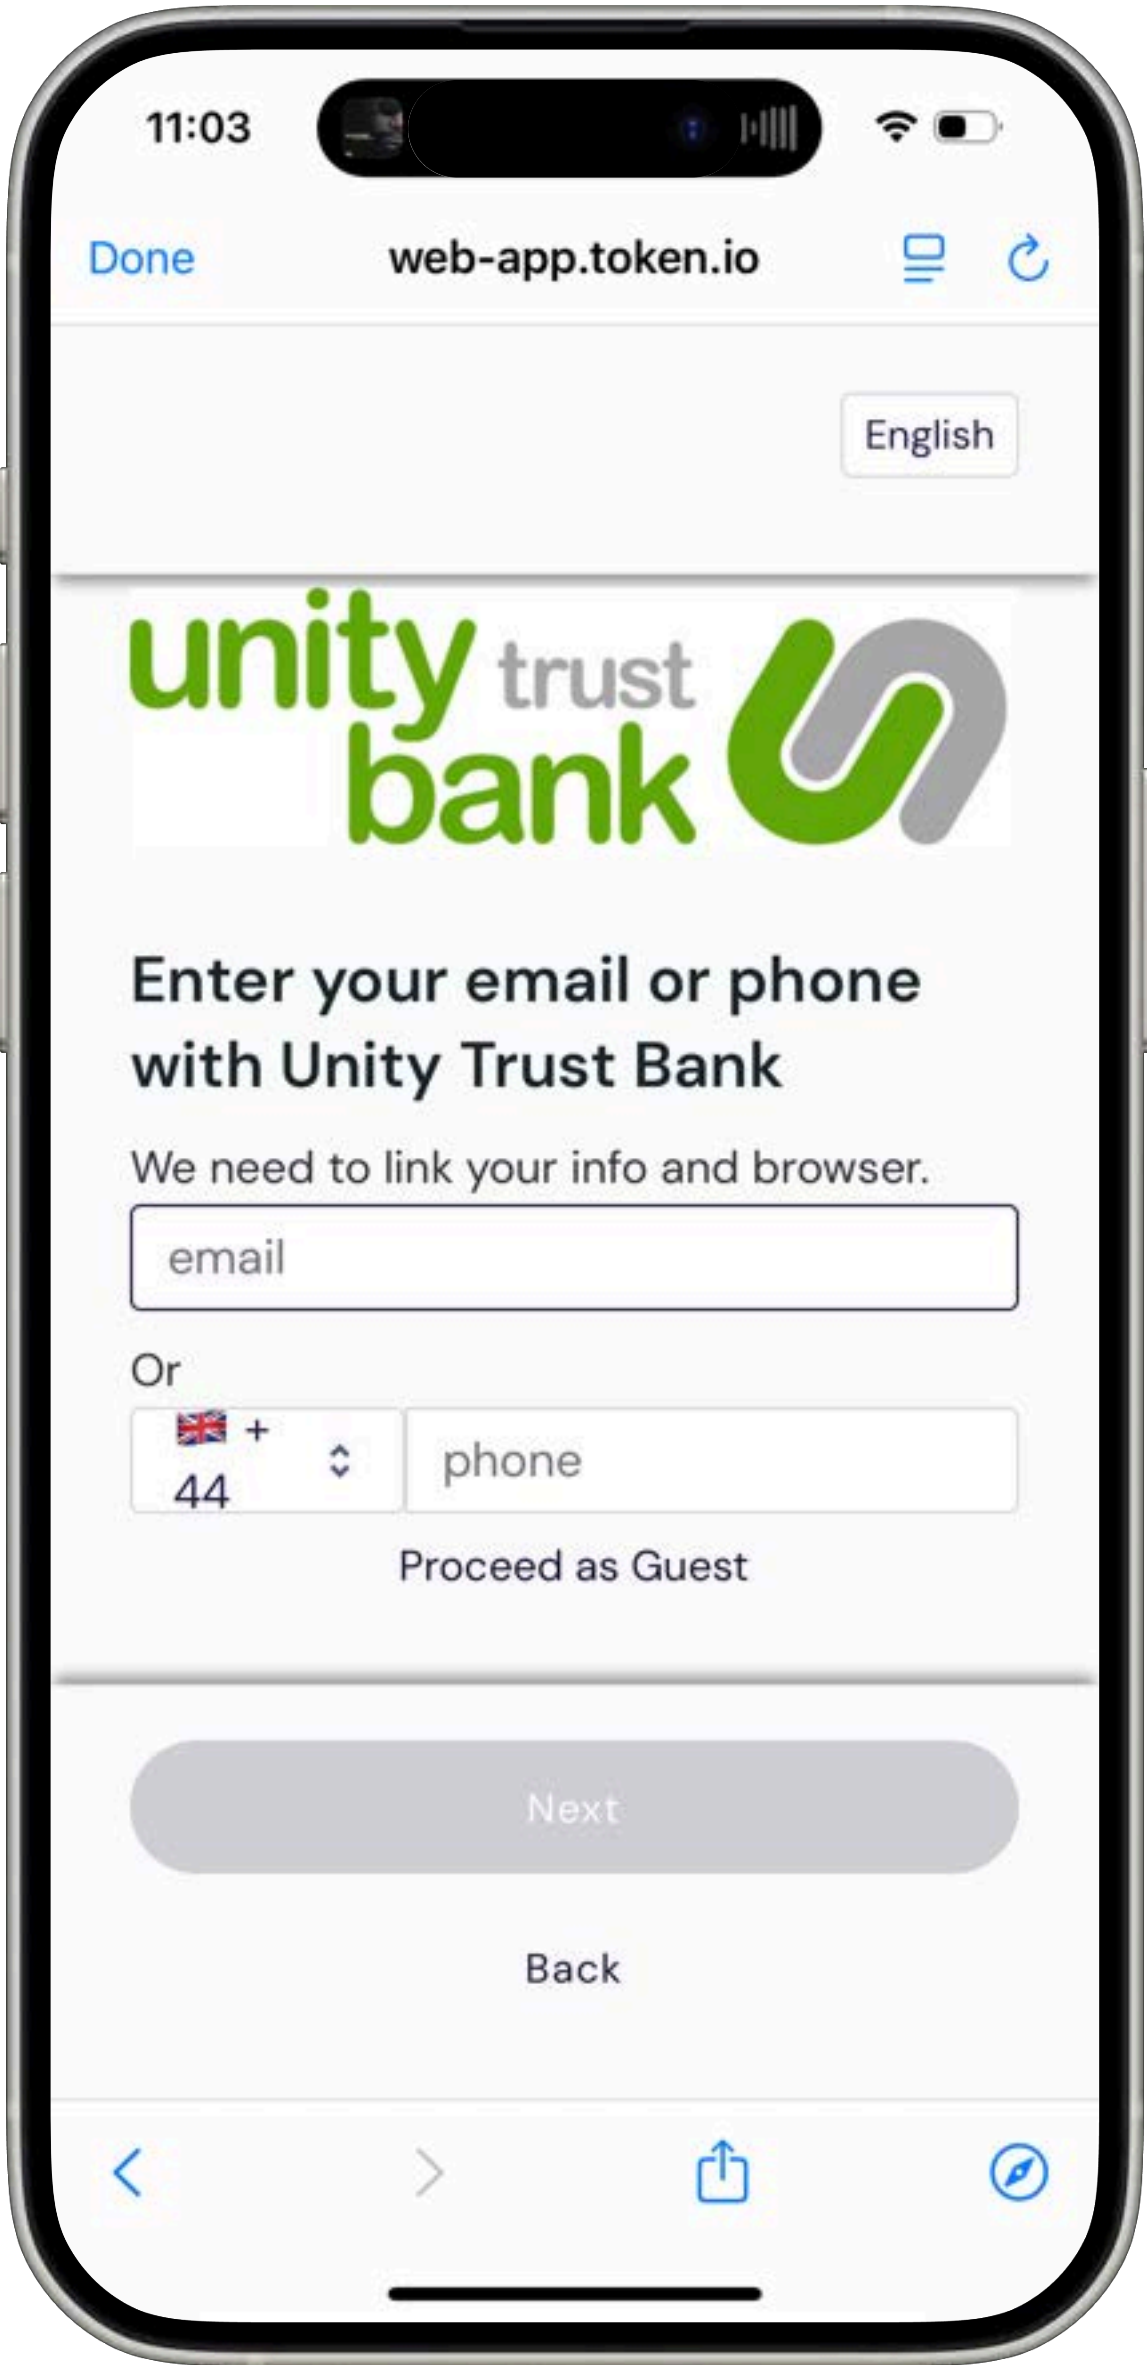 11:03
Done
web-app.token.io
English
unity trust
bank
Enter your email or phone
with Unity Trust Bank
We need to link your info and browser.
email
Or
🇬🇧 +
44
phone
Proceed as Guest
Next
Back